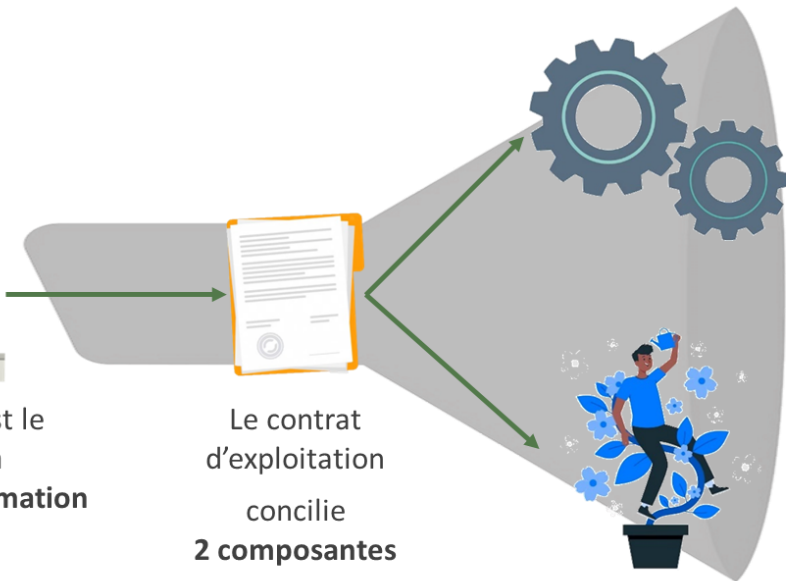 st le
mation
Le contrat
d’exploitation
concilie
2 composantes